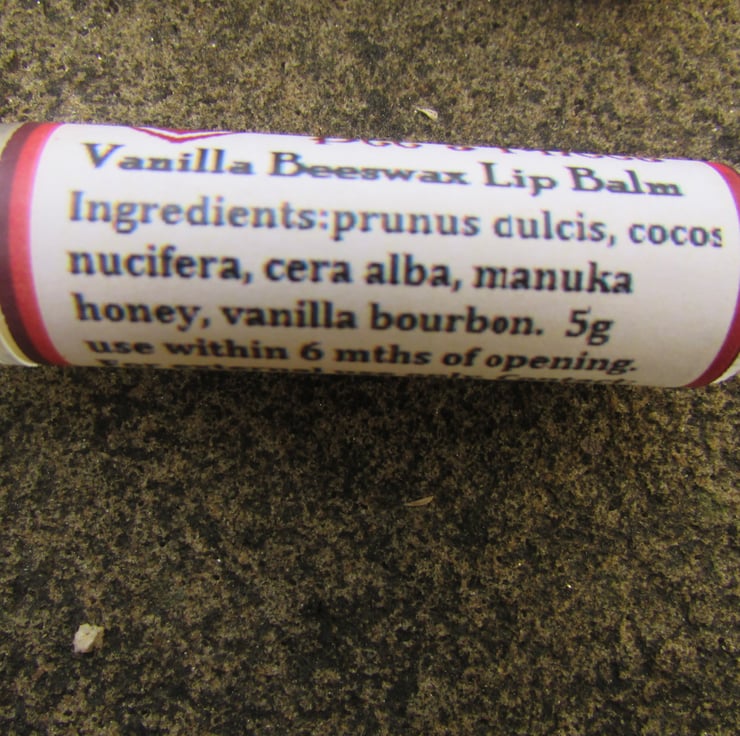 Vanilla Beeswax Lip Balm
Ingredients:prunus dulcis, cocos
nucifera, cera alba, manuka
honey, vanilla bourbon. 5g
use within 6 mths of opening.